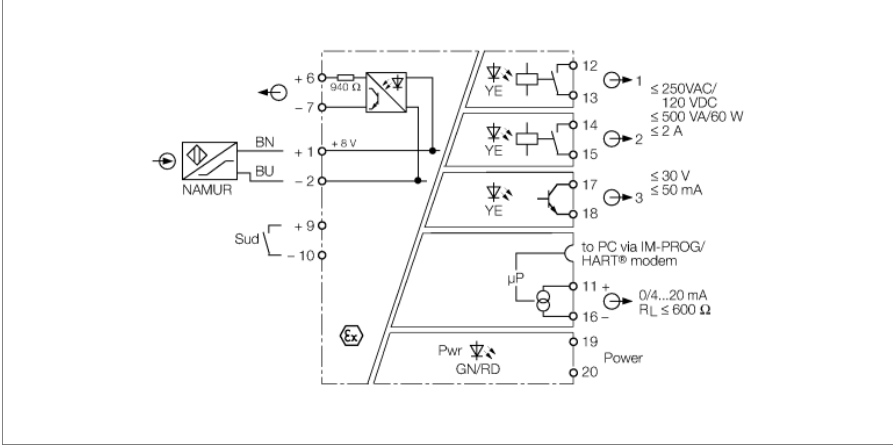 + 6
940 Ω
– 7
BN
+ 1
+ 8 V
BU
– 2
NAMUR
Sud
+ 9
– 10
Ex
YE
12
13
1
≤ 250VAC/
120 VDC
≤ 500 VA/60 W
≤ 2 A
YE
14
15
2
YE
17
18
3
≤ 30 V
≤ 50 mA
to PC via IM-PROG/
HART® modem
µP
11 +
16 –
0/4...20 mA
RL ≤ 600 Ω
Pwr
GN/RD
19
20
Power